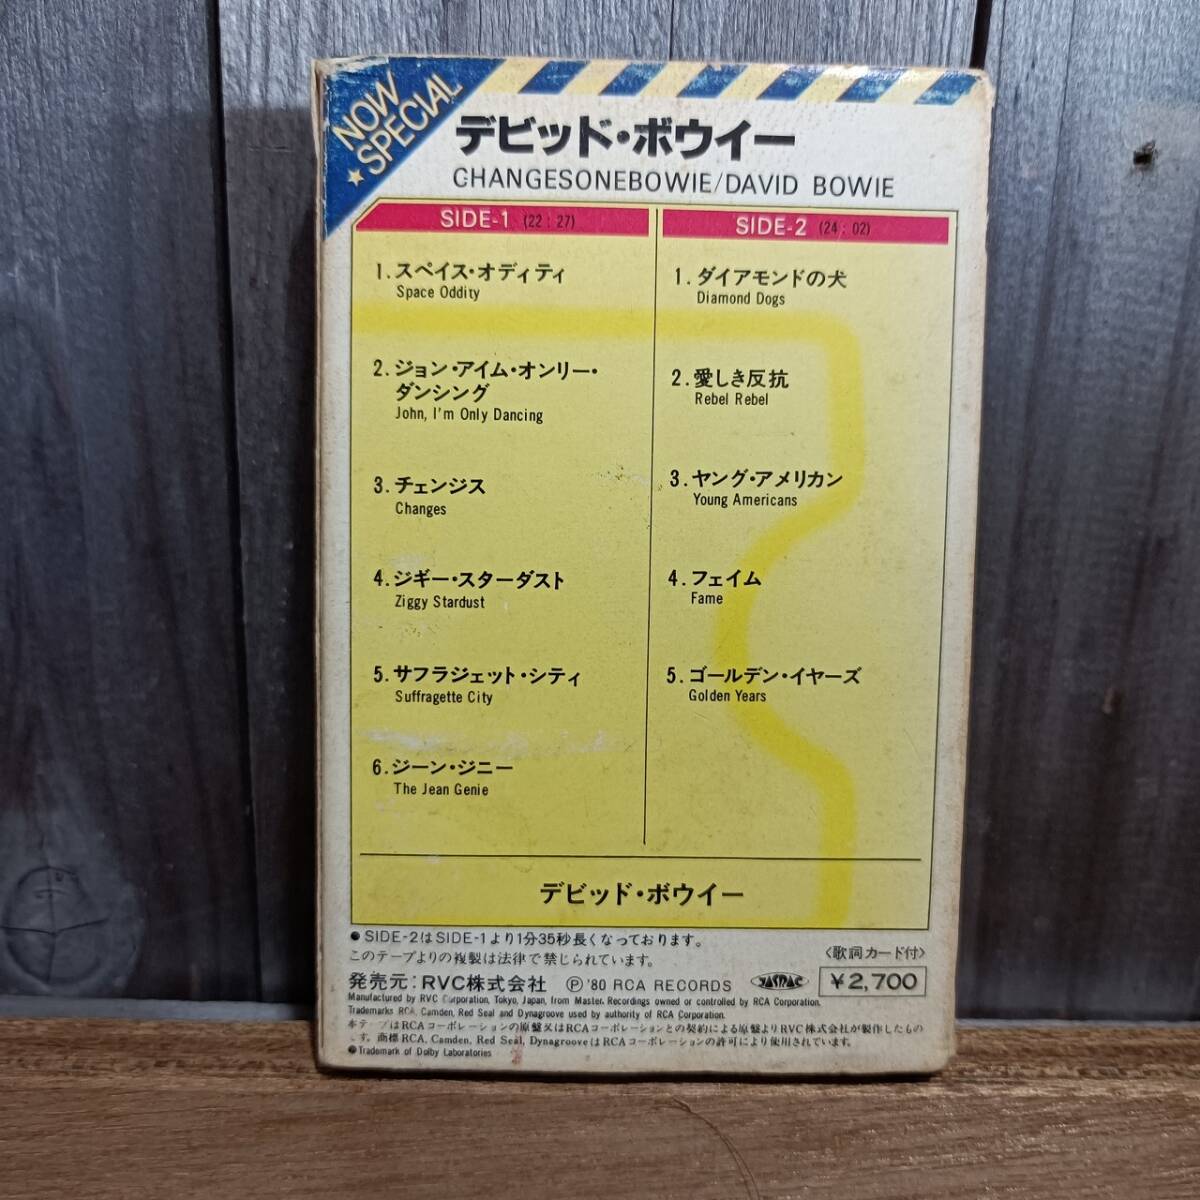 NOW
★SPECIAL
デビッド・ボウイー
CHANGESONEBOWIE/DAVID BOWIE
SIDE-1 (22:27)
1. スペイス・オディティ
Space Oddity
2. ジョン・アイム・オンリー・
ダンシング
John, I'm Only Dancing
3. チェンジス
Changes
4. ジギー・スターダスト
Ziggy Stardust
5. サフラジェット・シティ
Suffragette City
6. ジーン・ジニー
The Jean Genie
SIDE-2 (24:02)
1. ダイアモンドの犬
Diamond Dogs
2. 愛しき反抗
Rebel Rebel
3. ヤング・アメリカン
Young Americans
4. フェイム
Fame
5. ゴールデン・イヤーズ
Golden Years
デビッド・ボウイー
●SIDE-2はSIDE-1より1分35秒長くなっております。
このテープよりの複製は法律で禁じられています。
〈歌詞カード付〉
発売元:RVC株式会社 Ⓟ'80 RCA RECORDS JASRAC ¥2,700
Manufactured by RVC Corporation, Tokyo, Japan, from Master. Recordings owned or controlled by RCA Corporation.
Trademarks RCA, Camden, Red Seal and Dynagroove used by authority of RCA Corporation.
本テープはRCAコーポレーションの原盤又はRCAコーポレーションとの契約による原盤よりRVC株式会社が製作したもの
です。商標RCA, Camden, Red Seal, DynagrooveはRCAコーポレーションの許可により使用されています。
●Trademark of Dolby Laboratories